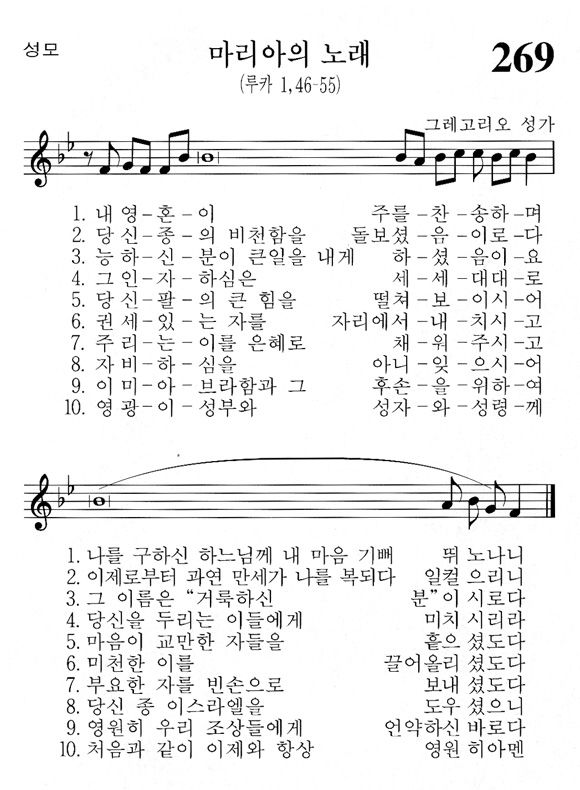 성모
마리아의 노래
269
(루카 1,46-55)
그레고리오 성가
1. 내 영-혼-이 주를-찬-송하-며
2. 당신-종-의 비천함을 돌보셨-음-이로-다
3. 능하-신-분이 큰일을 내게 하-셨-음이-요
4. 그인-자-하심은 세-세-대대-로
5. 당신-팔-의 큰 힘을 떨쳐-보-이시-어
6. 권세-있-는 자를 자리에서-내-치시-고
7. 주리-는-이를 은혜로 채-워-주시-고
8. 자비-하-심을 아니-잊-으시-어
9. 이미-아-브라함과 그 후손-을-위하-여
10. 영광-이-성부와 성자-와-성령-께
1. 나를 구하신 하느님께 내 마음 기뻐 뛰 노나니
2. 이제로부터 과연 만세가 나를 복되다 일컬 으리니
3. 그 이름은 “거룩하신 분”이 시로다
4. 당신을 두리는 이들에게 미치 시리라
5. 마음이 교만한 자들을 흩으 셨도다
6. 미천한 이를 끌어올리 셨도다
7. 부요한 자를 빈손으로 보내 셨도다
8. 당신 종 이스라엘을 도우 셨으니
9. 영원히 우리 조상들에게 언약하신 바로다
10. 처음과 같이 이제와 항상 영원 히아멘